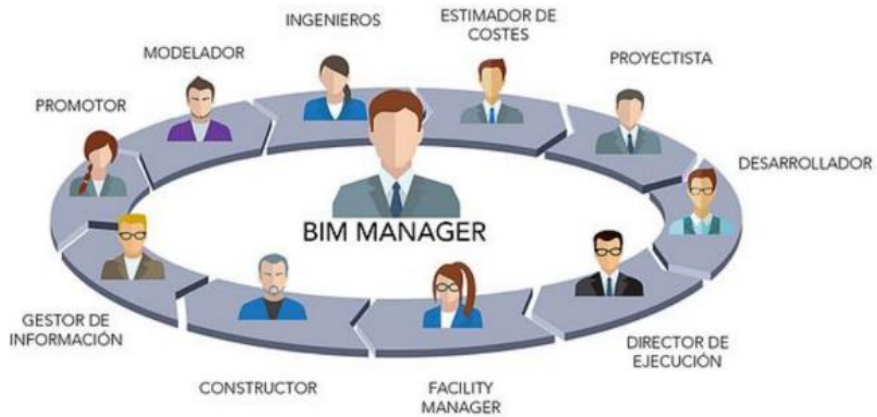 INGENIEROS
ESTIMADOR DE
COSTES
MODELADOR
PROYECTISTA
PROMOTOR
DESARROLLADOR
BIM MANAGER
GESTOR DE
INFORMACIÓN
DIRECTOR DE
EJECUCIÓN
CONSTRUCTOR
FACILITY
MANAGER